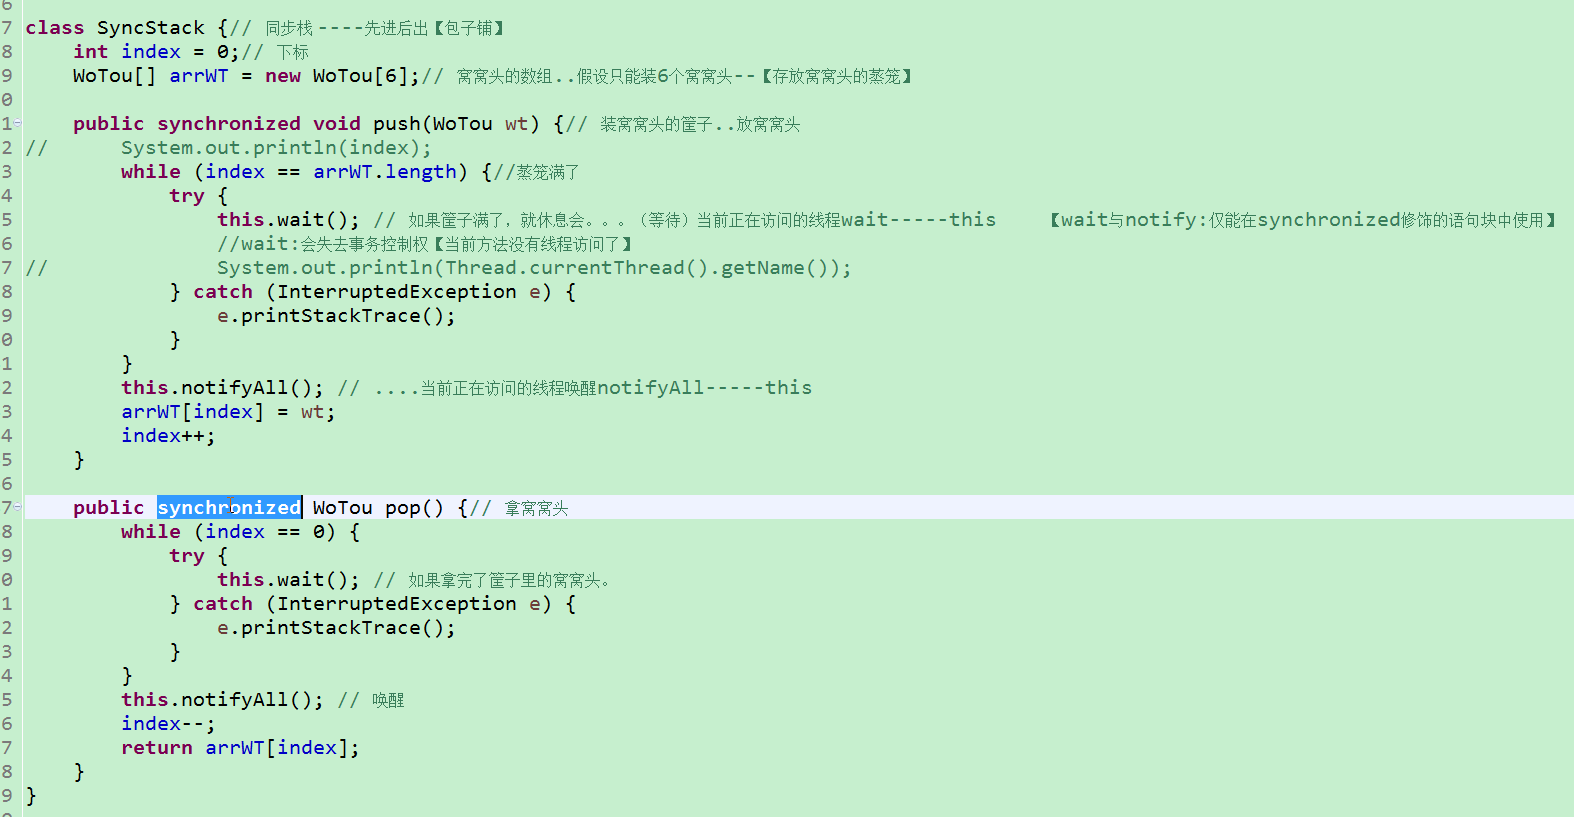 6
7 class SyncStack {// 同步栈 ----先进后出【包子铺】
8 int index = 0;// 下标
9 WoTou[] arrWT = new WoTou[6];// 窝窝头的数组..假设只能装6个窝窝头--【存放窝窝头的蒸笼】
0
1 public synchronized void push(WoTou wt) {// 装窝窝头的筐子..放窝窝头
2 // System.out.println(index);
3 while (index == arrWT.length) {//蒸笼满了
4 try {
5 this.wait(); // 如果筐子满了，就休息会。。。（等待）当前正在访问的线程wait-----this 【wait与notify:仅能在synchronized修饰的语句块中使用】
6 //wait:会失去事务控制权【当前方法没有线程访问了】
7 // System.out.println(Thread.currentThread().getName());
8 } catch (InterruptedException e) {
9 e.printStackTrace();
0 }
1 }
2 this.notifyAll(); // ....当前正在访问的线程唤醒notifyAll-----this
3 arrWT[index] = wt;
4 index++;
5 }
6
7 public synchronized WoTou pop() {// 拿窝窝头
8 while (index == 0) {
9 try {
0 this.wait(); // 如果拿完了筐子里的窝窝头。
1 } catch (InterruptedException e) {
2 e.printStackTrace();
3 }
4 }
5 this.notifyAll(); // 唤醒
6 index--;
7 return arrWT[index];
8 }
9 }